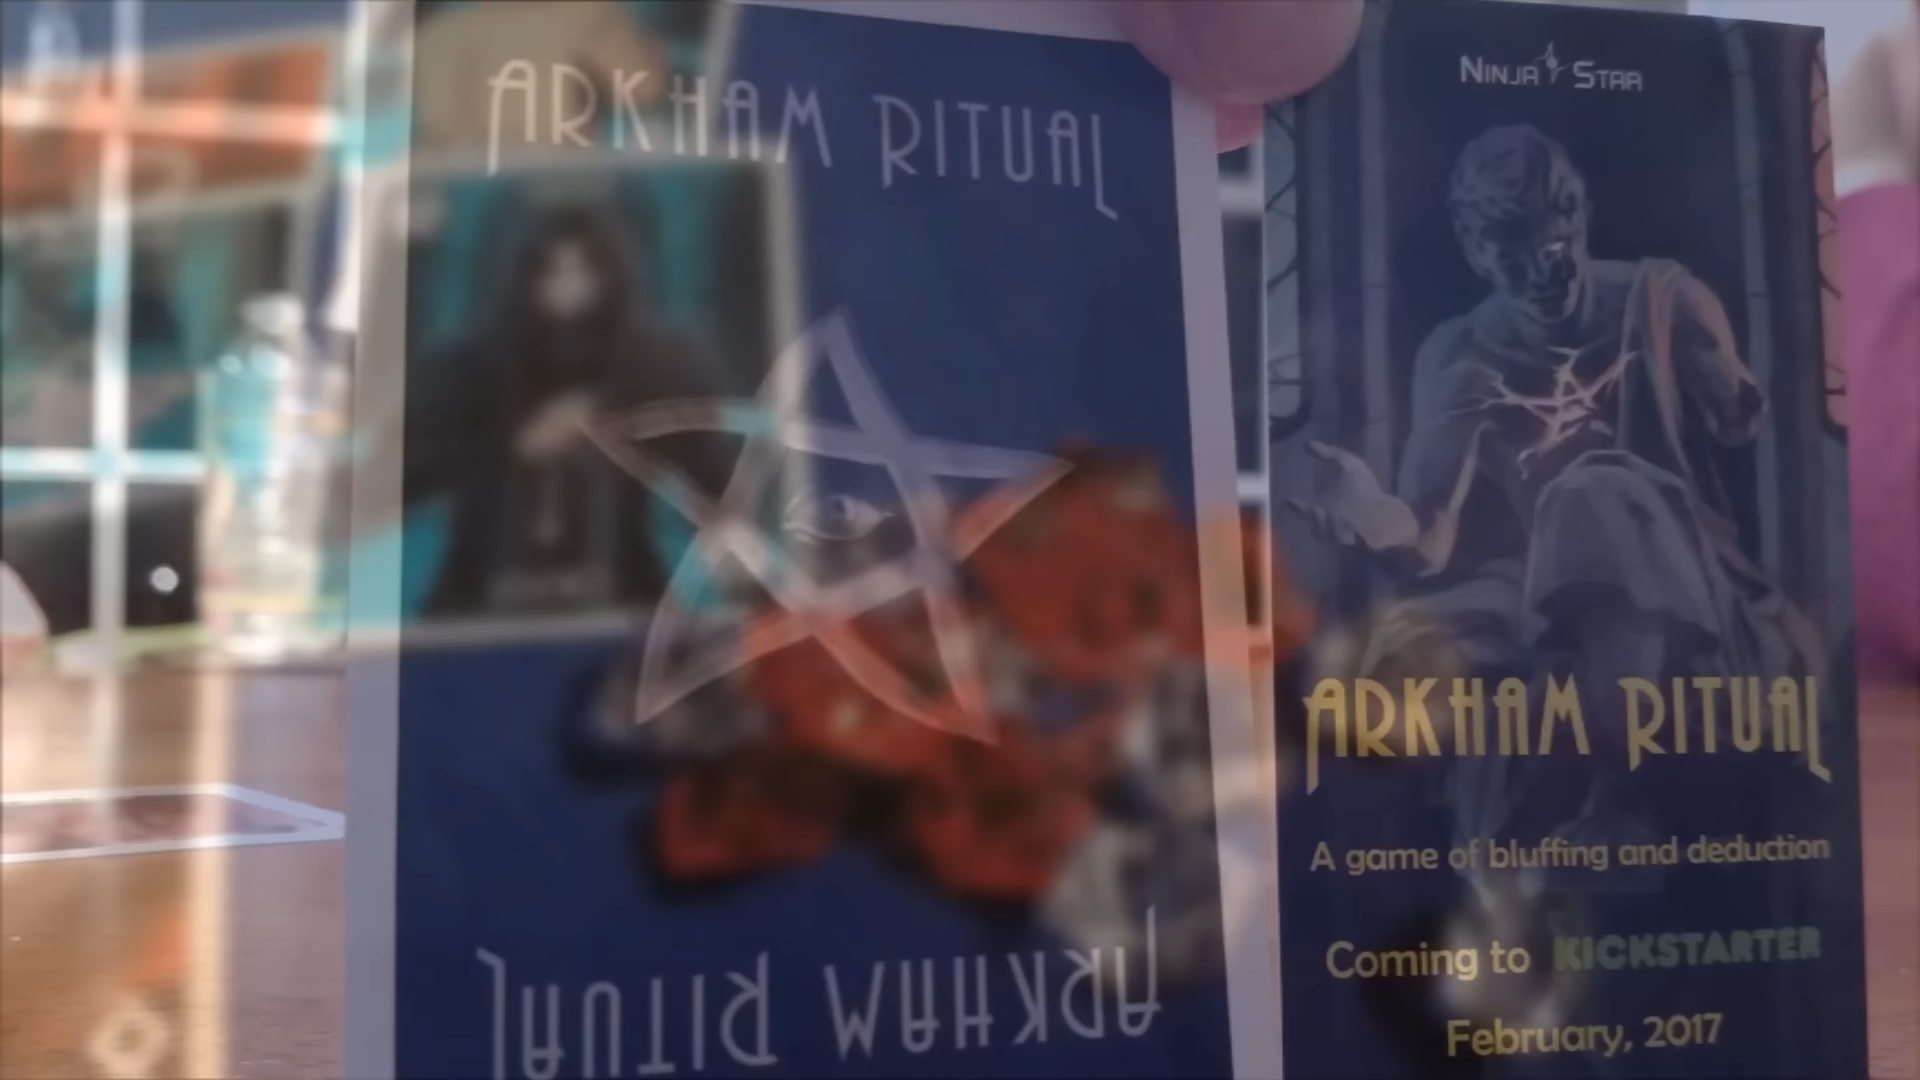 ARKHAM RITUAL
ARKHAM RITUAL
NINJA STAR
ARKHAM RITUAL
A game of bluffing and deduction
Coming to KICKSTARTER
February, 2017